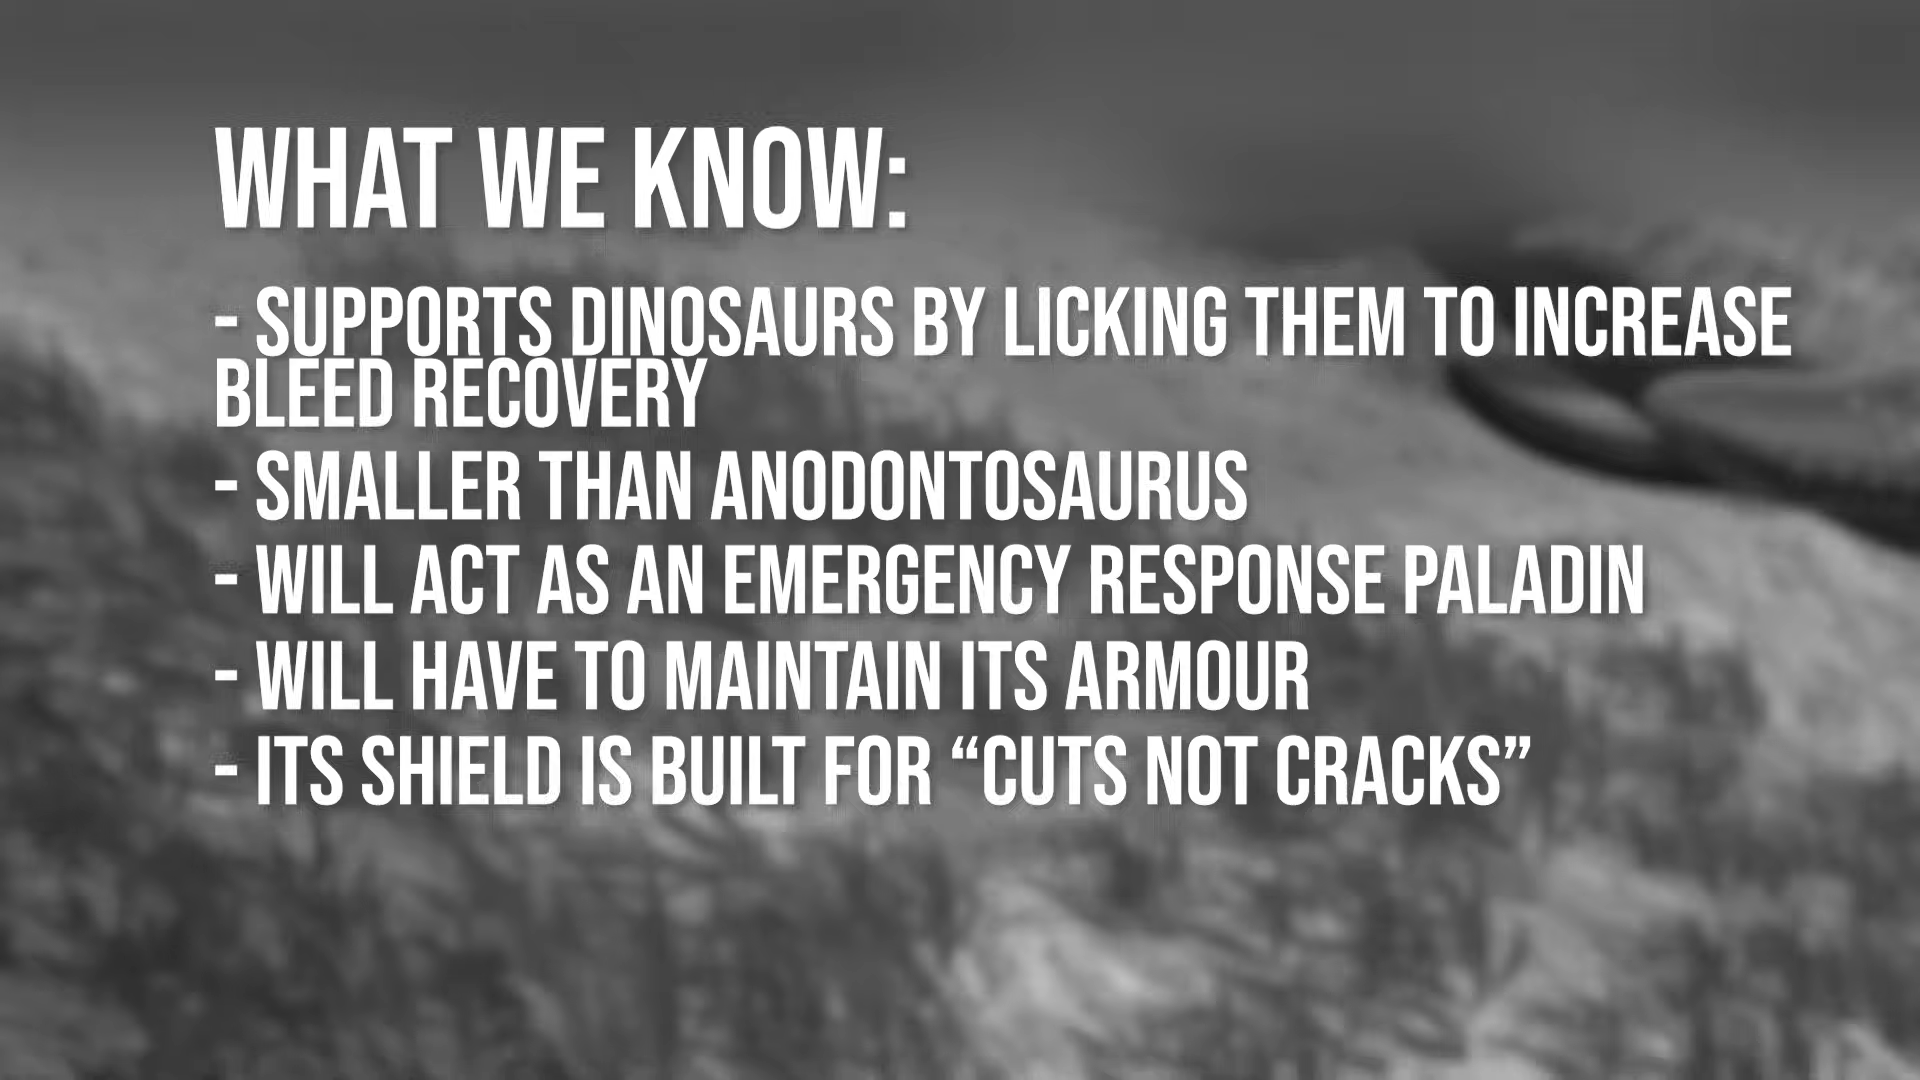 WHAT WE KNOW:
- SUPPORTS DINOSAURS BY LICKING THEM TO INCREASE
BLEED RECOVERY
- SMALLER THAN ANODONTOSAURUS
- WILL ACT AS AN EMERGENCY RESPONSE PALADIN
- WILL HAVE TO MAINTAIN ITS ARMOUR
- ITS SHIELD IS BUILT FOR “CUTS NOT CRACKS”